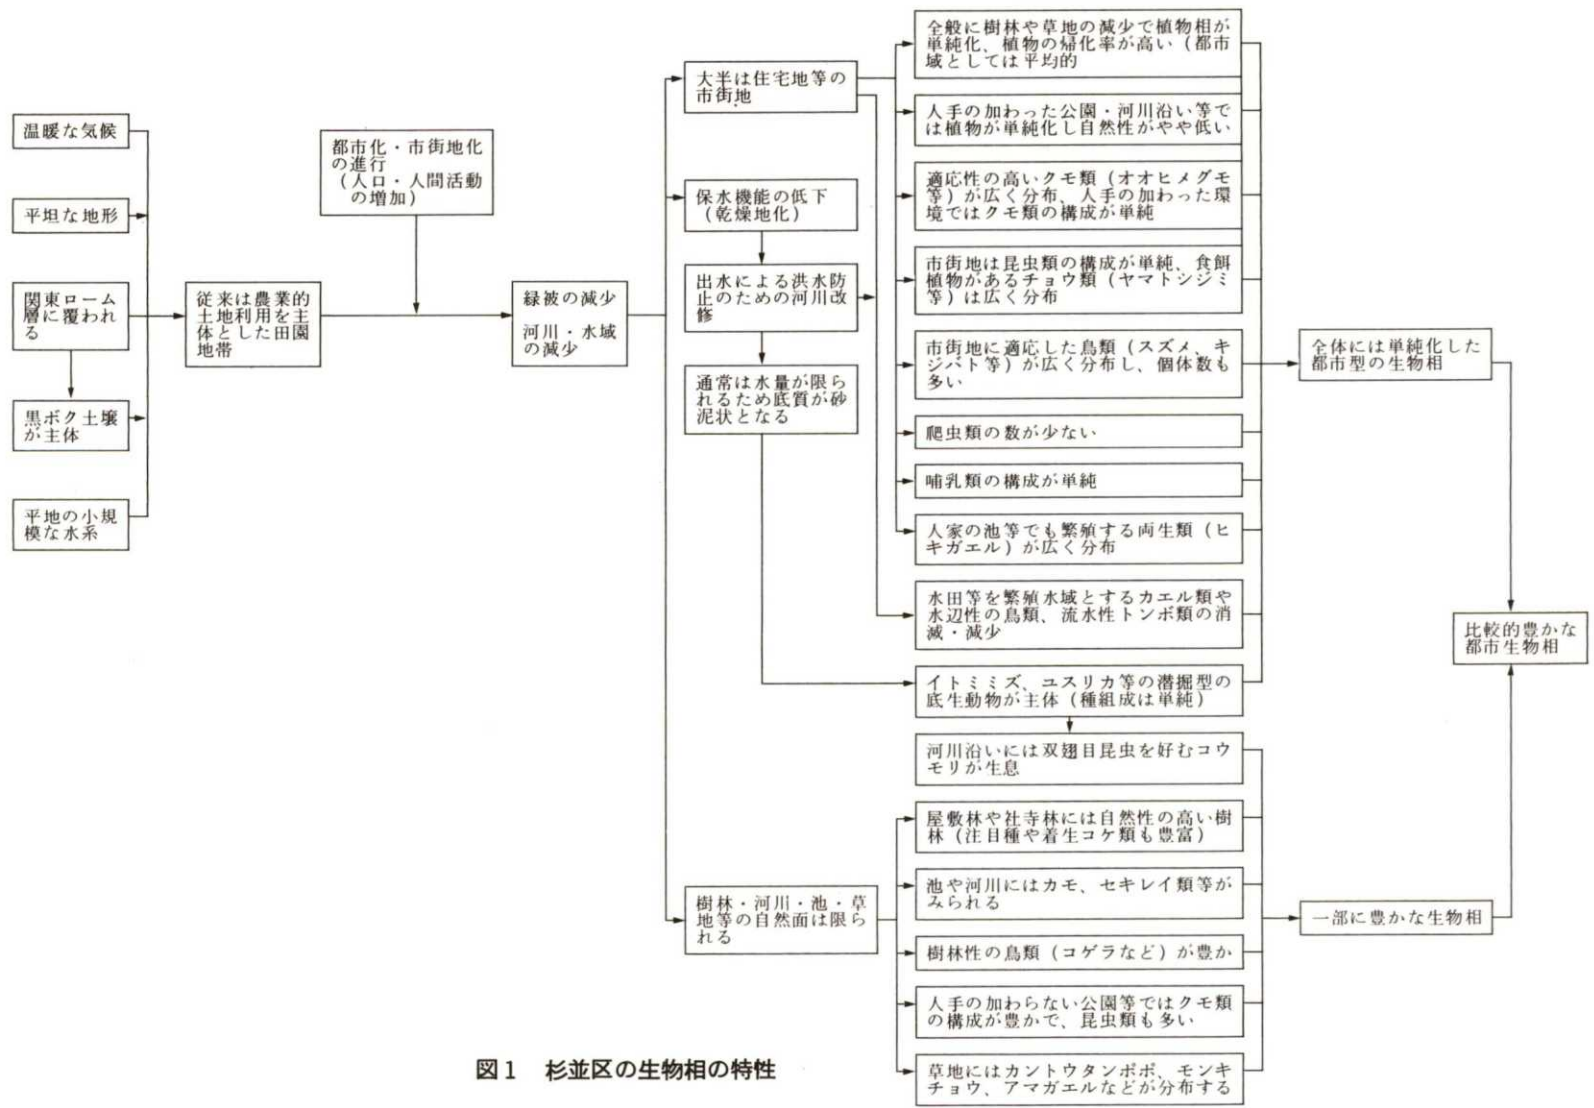 温暖な気候
平坦な地形
関東ローム
層に覆われ
る
黒ボク土壌
が主体
平地の小規
模な水系
従来は農業的
土地利用を主
体とした田園
地帯
都市化・市街地化
の進行
（人口・人間活動
の増加）
緑被の減少
河川・水域
の減少
大半は住宅地等の
市街地
保水機能の低下
（乾燥地化）
出水による洪水防
止のための河川改
修
通常は水量が限ら
れるため底質が砂
泥状となる
樹林・河川・池・草
地等の自然面は限ら
れる
全般に樹林や草地の減少で植物相が
単純化、植物の帰化率が高い（都市
域としては平均的
人手の加わった公園・河川沿い等で
は植物が単純化し自然性がやや低い
適応性の高いクモ類（オオヒメグモ
等）が広く分布、人手の加わった環
境ではクモ類の構成が単純
市街地は昆虫類の構成が単純、食餌
植物があるチョウ類（ヤマトシジミ
等）は広く分布
市街地に適応した鳥類（スズメ、キ
ジバト等）が広く分布し、個体数も
多い
爬虫類の数が少ない
哺乳類の構成が単純
人家の池等でも繁殖する両生類（ヒ
キガエル）が広く分布
水田等を繁殖水域とするカエル類や
水辺性の鳥類、流水性トンボ類の消
滅・減少
イトミミズ、ユスリカ等の潜掘型の
底生動物が主体（種組成は単純）
河川沿いには双翅目昆虫を好むコウ
モリが生息
屋敷林や社寺林には自然性の高い樹
林（注目種や着生コケ類も豊富）
池や河川にはカモ、セキレイ類等が
みられる
樹林性の鳥類（コゲラなど）が豊か
人手の加わらない公園等ではクモ類
の構成が豊かで、昆虫類も多い
草地にはカントウタンポポ、モンキ
チョウ、アマガエルなどが分布する
全体には単純化した
都市型の生物相
一部に豊かな生物相
比較的豊かな
都市生物相
図1　杉並区の生物相の特性